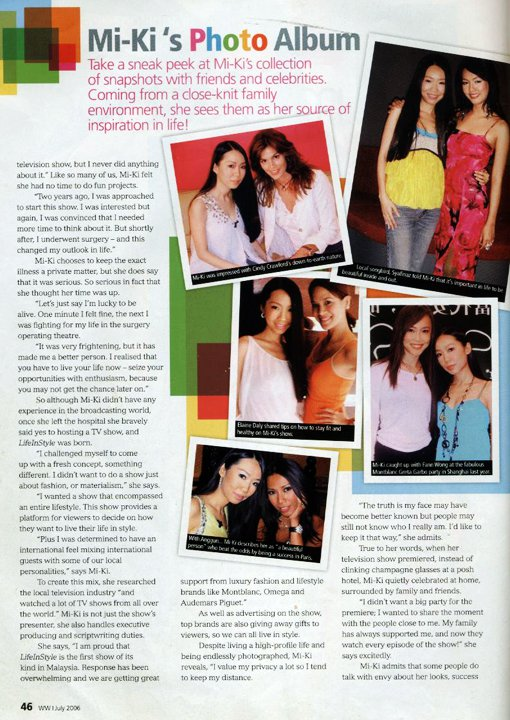 Mi-Ki 's Photo Album
Take a sneak peek at Mi-Ki's collection
of snapshots with friends and celebrities.
Coming from a close-knit family
environment, she sees them as her source of
inspiration in life!
television show, but I never did anything
about it." Like so many of us, Mi-Ki felt
she had no time to do fun projects.
"Two years ago, I was approached
to start this show. I was interested but
again, I was convinced that I needed
more time to think about it. But shortly
after, I underwent surgery – and this
changed my outlook in life."
Mi-Ki chooses to keep the exact
illness a private matter, but she does say
that it was serious. So serious in fact that
she thought her time was up.
"Let's just say I'm lucky to be
alive. One minute I felt fine, the next I
was fighting for my life in the surgery
operating theatre.
"It was very frightening, but it has
made me a better person. I realised that
you have to live your life now – seize your
opportunities with enthusiasm, because
you may not get the chance later on."
So although Mi-Ki didn't have any
experience in the broadcasting world,
once she left the hospital she bravely
said yes to hosting a TV show, and
LifeInStyle was born.
"I challenged myself to come
up with a fresh concept, something
different. I didn't want to do a show just
about fashion, or materialism," she says.
"I wanted a show that encompassed
an entire lifestyle. This show provides a
platform for viewers to decide on how
they want to live their life in style.
"Plus I was determined to have an
international feel mixing international
guests with some of our local
personalities," says Mi-Ki.
To create this mix, she researched
the local television industry "and
watched a lot of TV shows from all over
the world." Mi-Ki is not just the show's
presenter, she also handles executive
producing and scriptwriting duties.
She says, "I am proud that
LifeInStyle is the first show of its
kind in Malaysia. Response has been
overwhelming and we are getting great
Mi-Ki was impressed with Cindy Crawford's down-to-earth nature.
Local songbird, Syafinaz told Mi-Ki that it's important in life to be
beautiful inside and out.
Elaine Daly shared tips on how to stay fit and
healthy on Mi-Ki's show.
Mi-Ki caught up with Fann Wong at the fabulous
Montblanc Greta Garbo party in Shanghai last year.
With Anggun... Mi-Ki describes her as "a beautiful
person" who beat the odds by being a success in Paris.
support from luxury fashion and lifestyle
brands like Montblanc, Omega and
Audemars Piguet."
As well as advertising on the show,
top brands are also giving away gifts to
viewers, so we can all live in style.
Despite living a high-profile life and
being endlessly photographed, Mi-Ki
reveals, "I value my privacy a lot so I tend
to keep my distance.
"The truth is my face may have
become better known but people may
still not know who I really am. I'd like to
keep it that way," she admits.
True to her words, when her
television show premiered, instead of
clinking champagne glasses at a posh
hotel, Mi-Ki quietly celebrated at home,
surrounded by family and friends.
"I didn't want a big party for the
premiere; I wanted to share the moment
with the people close to me. My family
has always supported me, and now they
watch every episode of the show!" she
says excitedly.
Mi-Ki admits that some people do
talk with envy about her looks, success
46 WW I July 2006